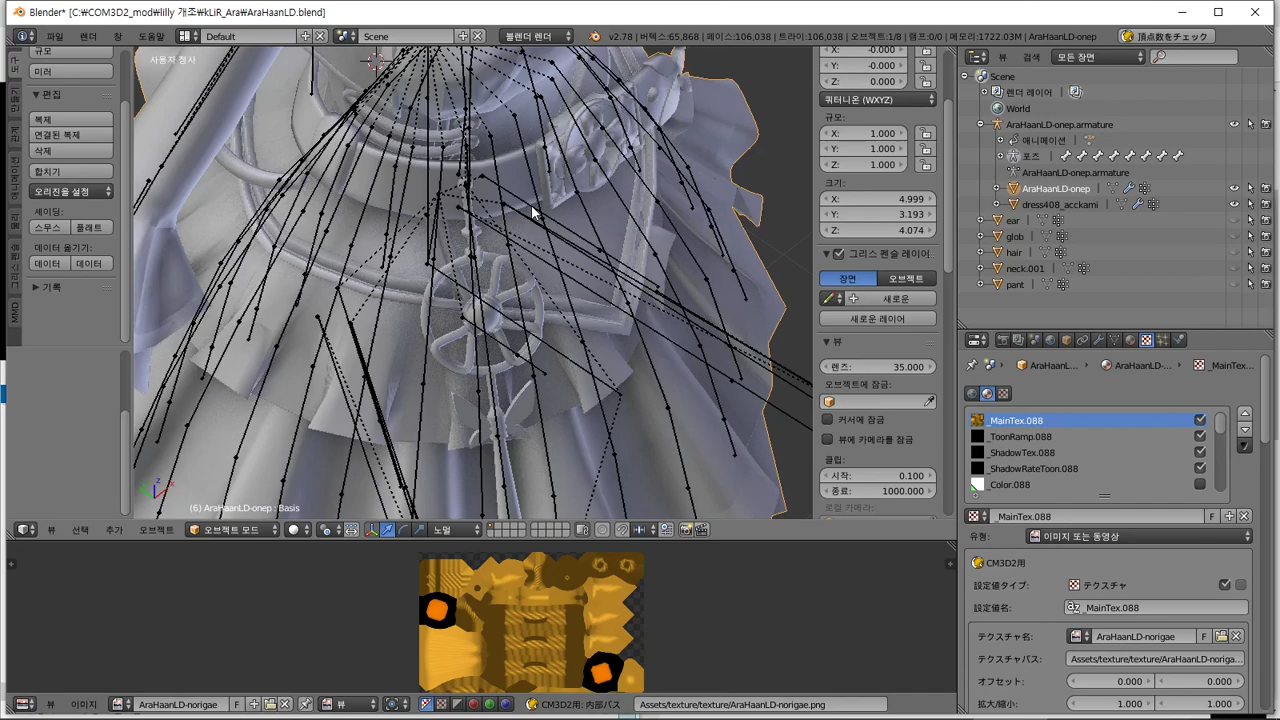 Blender* [C:₩COM3D2_mod₩lilly 개조₩kLiR_Ara₩AraHaanLD.blend]
파일 렌더 창 도움말 Default Scene 블렌더 렌더 v2.78 | 버텍스:65,868 | 페이스:106,038 | 트라이:106,038 | 오브젝트:1/8 | 램프:0/0 | 메모리:1722.03M | AraHaanLD-onep 頂点数をチェック
규모
미러
편집
복제
연결된 복제
삭제
합치기
오리진을 설정
셰이딩:
스무스 플래트
데이터 옮기기:
데이터 데이터
기록
MMD
(6) AraHaanLD-onep : Basis
X: -0.000
Y: -0.000
Z: 0.000
쿼터니온 (WXYZ)
규모:
X: 1.000
Y: 1.000
Z: 1.000
크기:
X: 4.999
Y: 3.193
Z: 4.074
그리스 펜슬 레이어
장면 오브젝트
새로운
새로운 레이어
뷰
렌즈: 35.000
오브젝트에 잠금:
커서에 잠금
뷰에 카메라를 잠금
클립:
시작: 0.100
종료: 1000.000
로컬 카메라:
뷰 선택 추가 오브젝트 오브젝트 모드 노멀
뷰 검색 모든 장면
Scene
렌더 레이어
World
AraHaanLD-onep.armature
애니메이션
포즈
AraHaanLD-onep.armature
AraHaanLD-onep
dress408_acckami
ear
glob
hair
neck.001
pant
AraHaanL... AraHaanLD-... _MainTex...
_MainTex.088
_ToonRamp.088
_ShadowTex.088
_ShadowRateToon.088
_Color.088
_MainTex.088 F
유형: 이미지 또는 동영상
CM3D2用
設定値タイプ: テクスチャ
設定値名: _MainTex.088
テクスチャ名: AraHaanLD-norigae F
テクスチャパス: Assets/texture/texture/AraHaanLD-noriga...
オフセット: 0.000 0.000
拡大/縮小: 1.000 1.000
뷰 이미지 AraHaanLD-norigae F 뷰 CM3D2用: 内部パス Assets/texture/texture/AraHaanLD-norigae.png